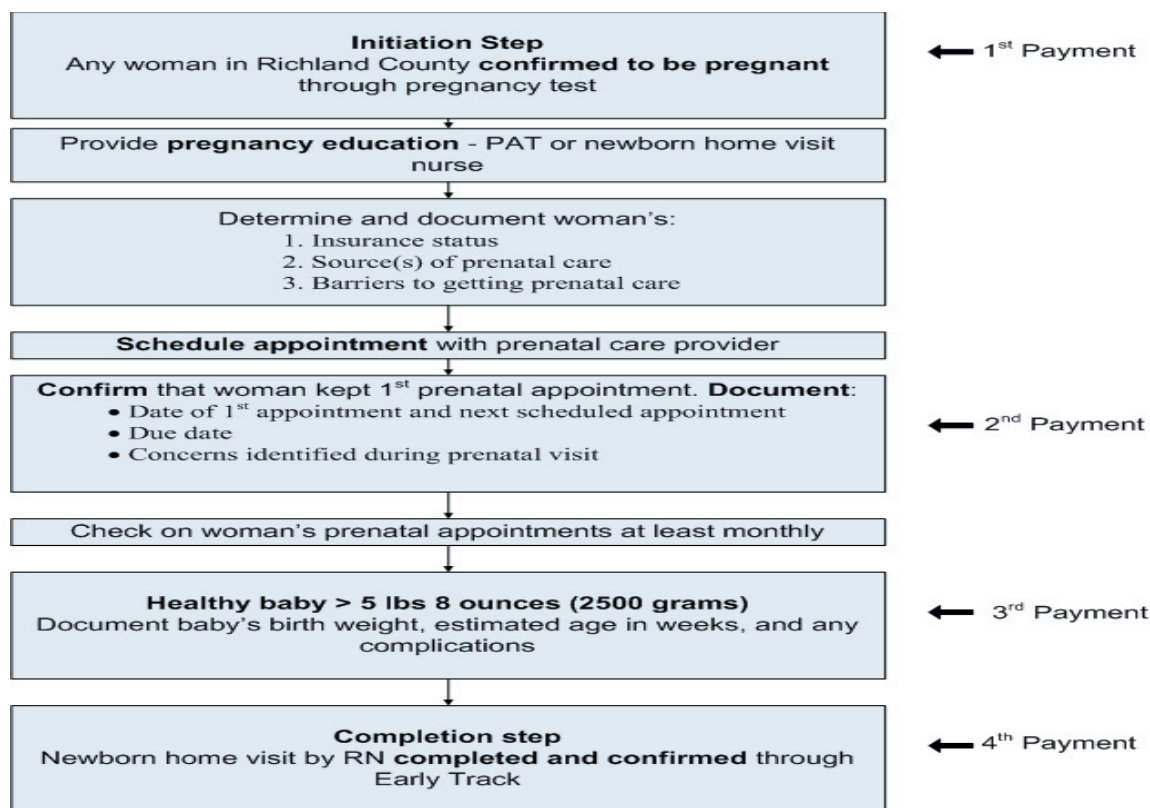 Initiation Step
Any woman in Richland County confirmed to be pregnant
through pregnancy test
1st Payment
Provide pregnancy education - PAT or newborn home visit
nurse
Determine and document woman's:
1. Insurance status
2. Source(s) of prenatal care
3. Barriers to getting prenatal care
Schedule appointment with prenatal care provider
Confirm that woman kept 1st prenatal appointment. Document:
• Date of 1st appointment and next scheduled appointment
• Due date
• Concerns identified during prenatal visit
2nd Payment
Check on woman's prenatal appointments at least monthly
Healthy baby > 5 lbs 8 ounces (2500 grams)
Document baby's birth weight, estimated age in weeks, and any
complications
3rd Payment
Completion step
Newborn home visit by RN completed and confirmed through
Early Track
4th Payment